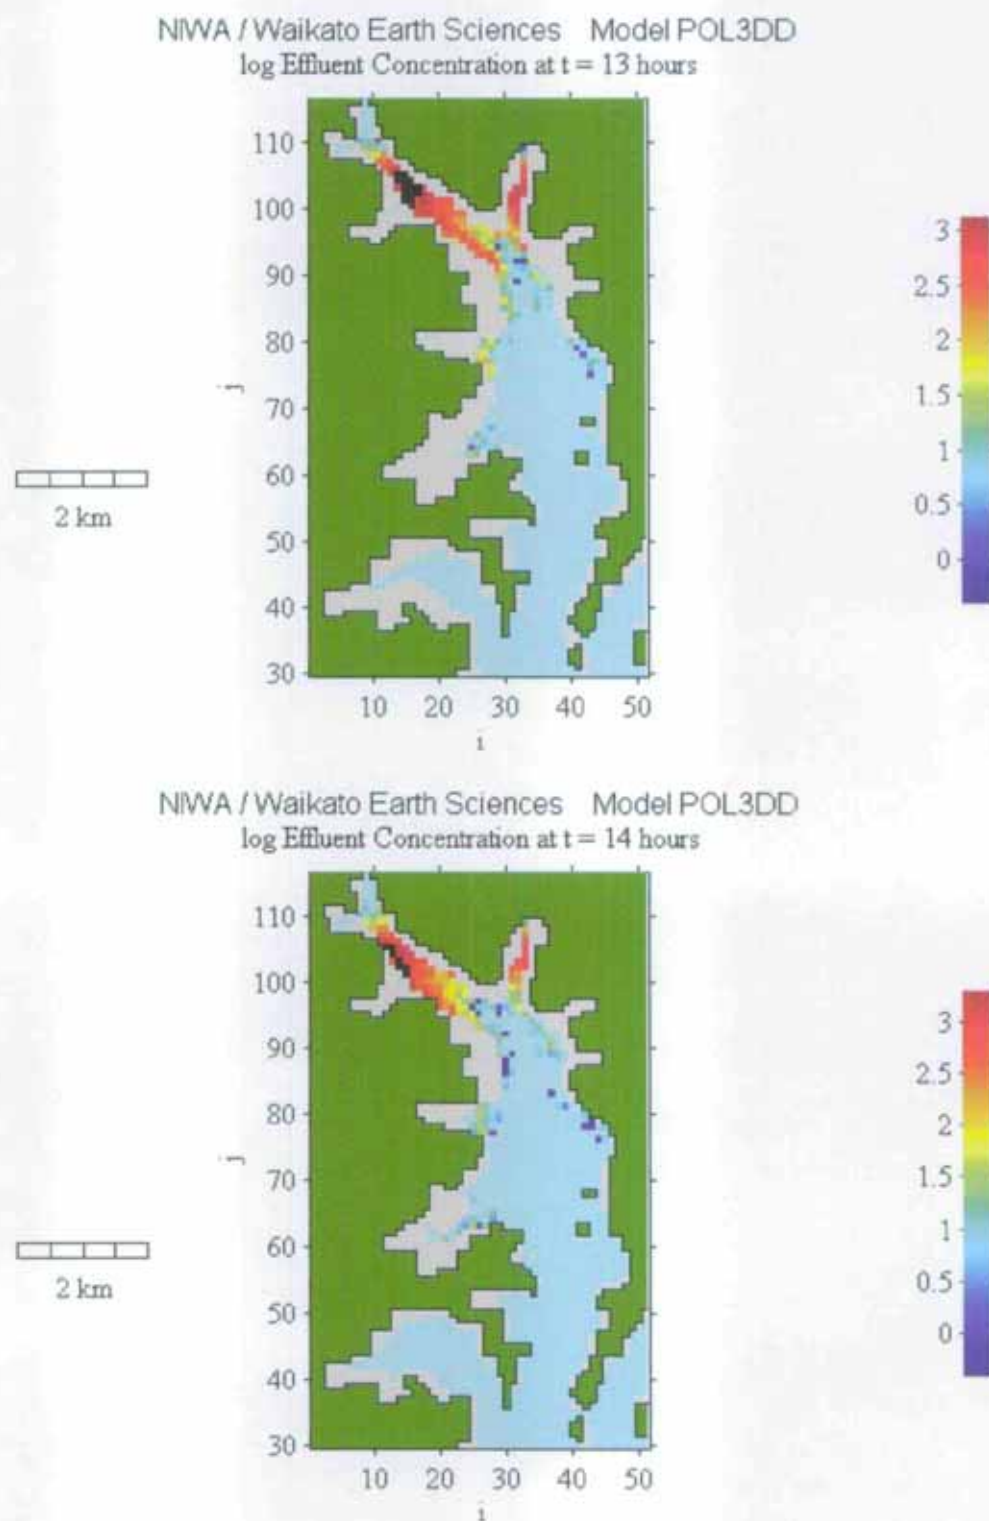 NIWA / Waikato Earth Sciences Model POL3DD
log Effluent Concentration at t = 13 hours
110
100
90
80
70
60
50
40
30
j
10 20 30 40 50
i
2 km
3
2.5
2
1.5
1
0.5
0
NIWA / Waikato Earth Sciences Model POL3DD
log Effluent Concentration at t = 14 hours
110
100
90
80
70
60
50
40
30
j
10 20 30 40 50
i
2 km
3
2.5
2
1.5
1
0.5
0